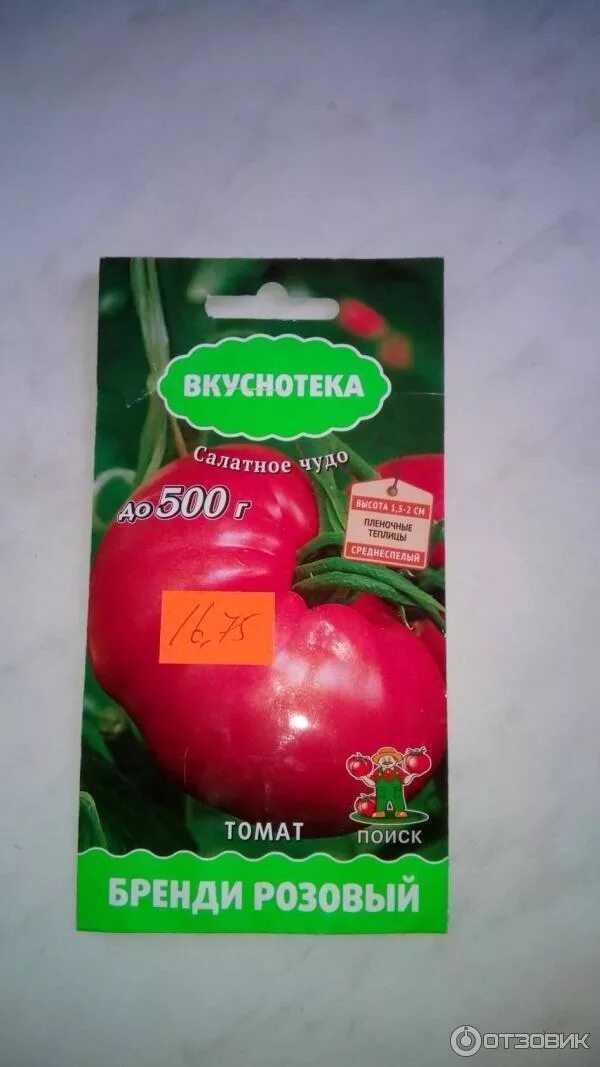 ВКУСНОТЕКА
Салатное чудо
до 500 г
ВЫСОТА 1,5-2 СМ
ПЛЕНОЧНЫЕ
ТЕПЛИЦЫ
СРЕДНЕСПЕЛЫЙ
16,75
ТОМАТ
ПОИСК
БРЕНДИ РОЗОВЫЙ
ОТЗОВИК